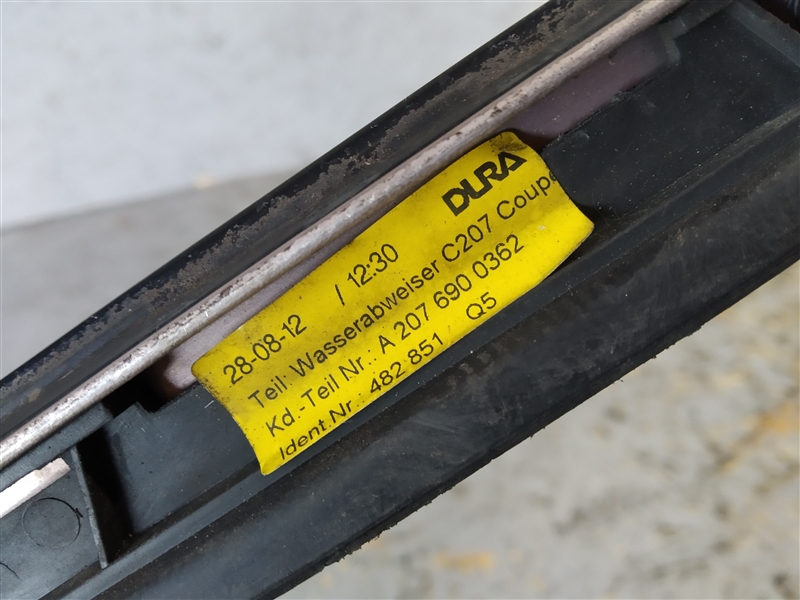 DURA
28-08-12 / 12:30
Teil: Wasserabweiser C207 Coupe
Kd.-Teil Nr.: A 207 690 0362
Ident.Nr.: 482 851 Q5